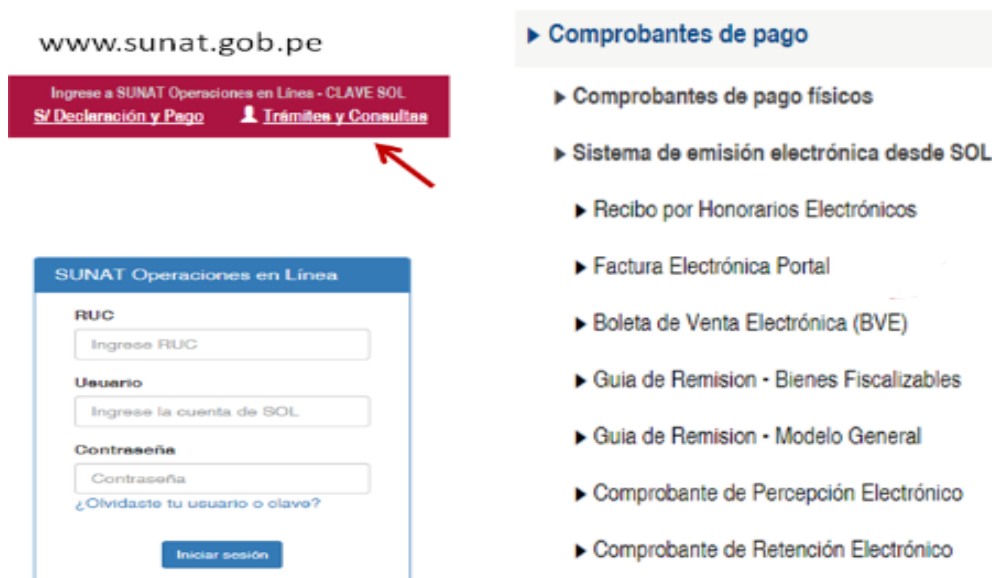 www.sunat.gob.pe
Ingrese a SUNAT Operaciones en Línea - CLAVE SOL
S/ Declaración y Pago Trámites y Consultas
SUNAT Operaciones en Línea
RUC
Ingrese RUC
Usuario
Ingrese la cuenta de SOL
Contraseña
Contraseña
¿Olvidaste tu usuario o clave?
Iniciar sesión
Comprobantes de pago
Comprobantes de pago físicos
Sistema de emisión electrónica desde SOL
Recibo por Honorarios Electrónicos
Factura Electrónica Portal
Boleta de Venta Electrónica (BVE)
Guia de Remision - Bienes Fiscalizables
Guia de Remision - Modelo General
Comprobante de Percepción Electrónico
Comprobante de Retención Electrónico